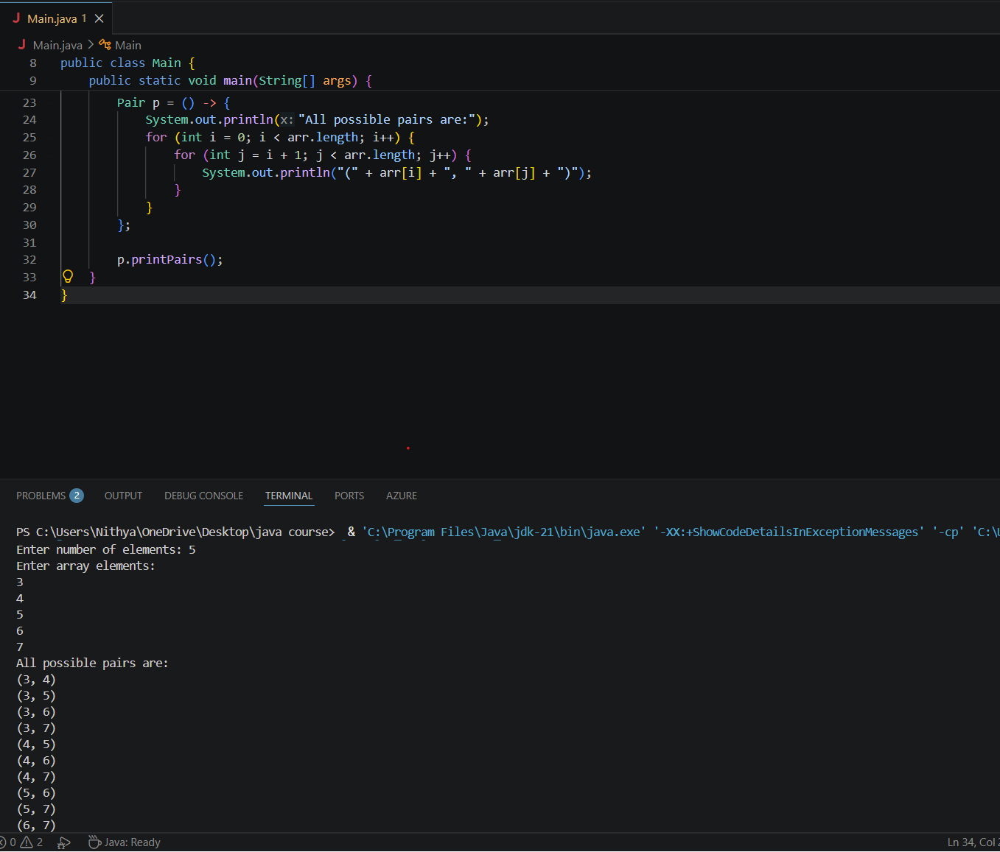 J Main.java 1 ×
J Main.java > Main
8 public class Main {
9 public static void main(String[] args) {
23 Pair p = () -> {
24 System.out.println(x: "All possible pairs are:");
25 for (int i = 0; i < arr.length; i++) {
26 for (int j = i + 1; j < arr.length; j++) {
27 System.out.println("(" + arr[i] + ", " + arr[j] + ")");
28 }
29 }
30 };
31
32 p.printPairs();
33 }
34 }
PROBLEMS 2 OUTPUT DEBUG CONSOLE TERMINAL PORTS AZURE
PS C:\Users\Nithya\OneDrive\Desktop\java course> & 'C:\Program Files\Java\jdk-21\bin\java.exe' '-XX:+ShowCodeDetailsInExceptionMessages' '-cp' 'C:\
Enter number of elements: 5
Enter array elements:
3
4
5
6
7
All possible pairs are:
(3, 4)
(3, 5)
(3, 6)
(3, 7)
(4, 5)
(4, 6)
(4, 7)
(5, 6)
(5, 7)
(6, 7)
0 2 Java: Ready Ln 34, Col